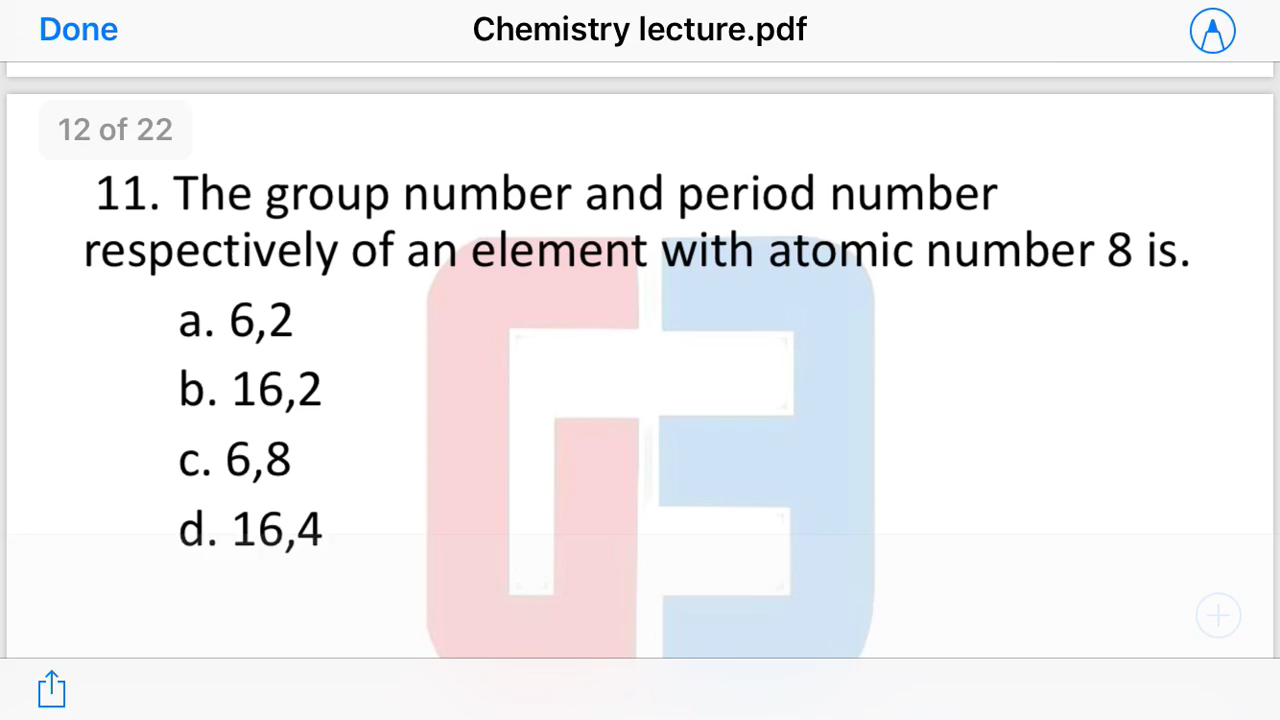 Done
Chemistry lecture.pdf
12 of 22
11. The group number and period number
respectively of an element with atomic number 8 is.
a. 6,2
b. 16,2
c. 6,8
d. 16,4